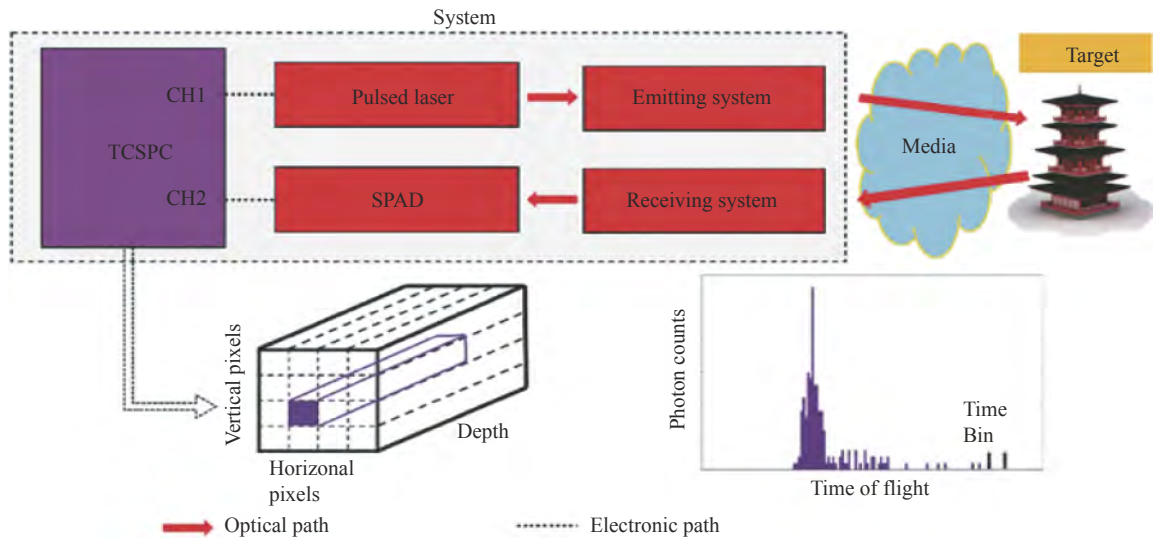 System
CH1
Pulsed laser
Emitting system
Target
TCSPC
Media
CH2
SPAD
Receiving system
Vertical pixels
Depth
Horizonal
pixels
Photon counts
Time
Bin
Time of flight
Optical path
Electronic path